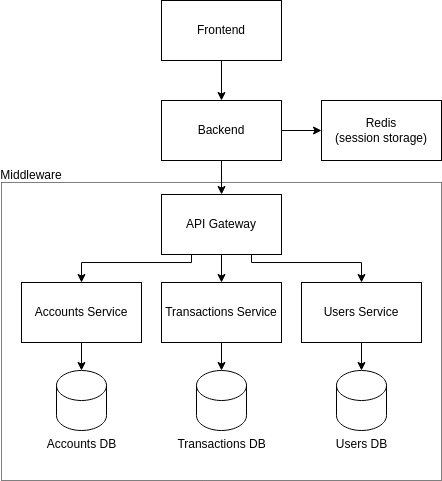 Frontend
Backend
Redis
(session storage)
Middleware
API Gateway
Accounts Service
Transactions Service
Users Service
Accounts DB
Transactions DB
Users DB